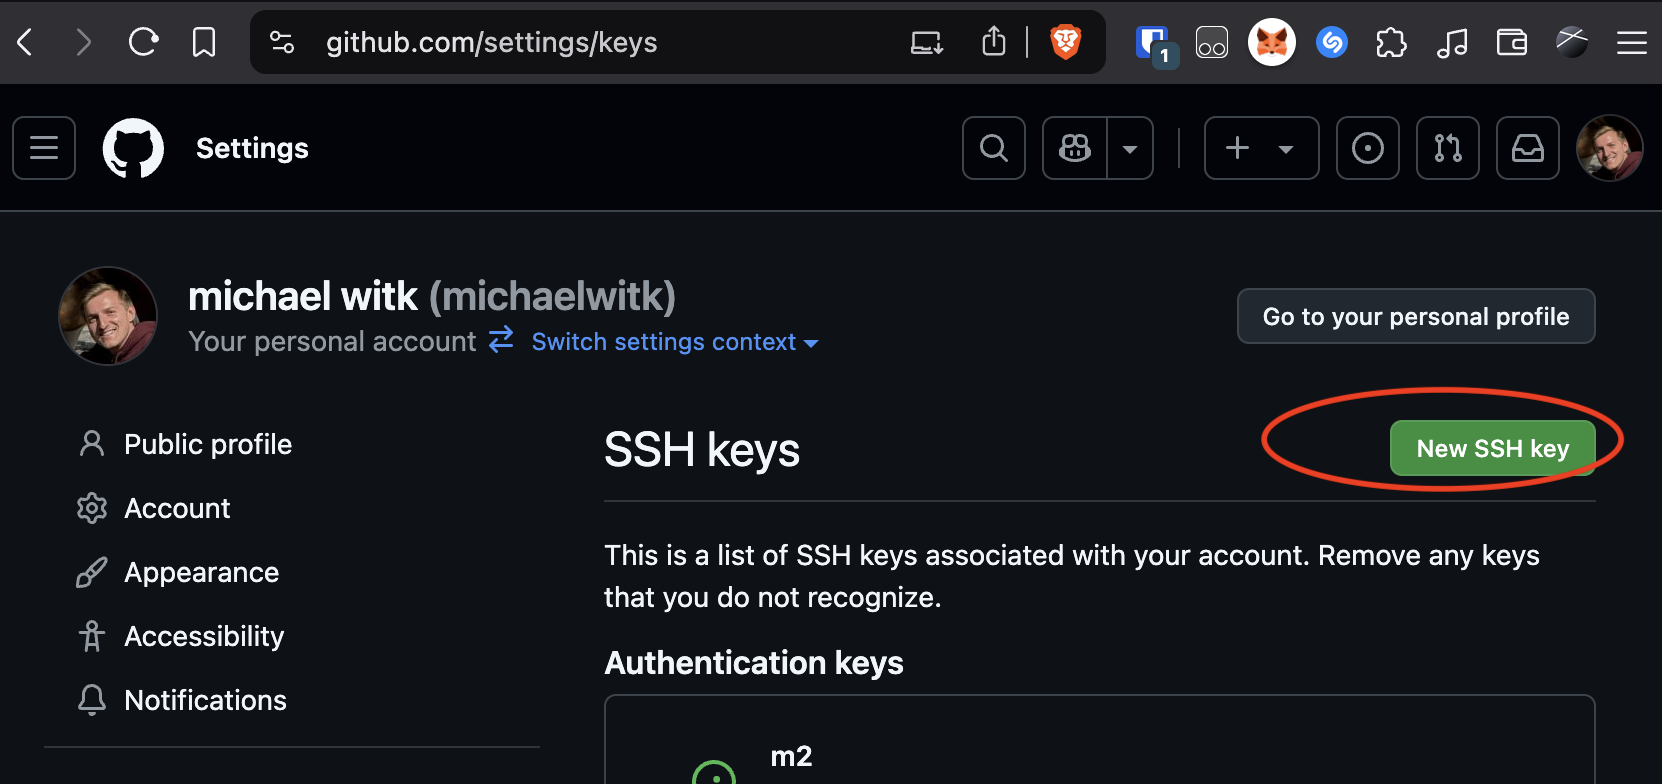 github.com/settings/keys
1
Settings
michael witk (michaelwitk)
Your personal account Switch settings context
Go to your personal profile
Public profile
Account
Appearance
Accessibility
Notifications
SSH keys
New SSH key
This is a list of SSH keys associated with your account. Remove any keys
that you do not recognize.
Authentication keys
m2